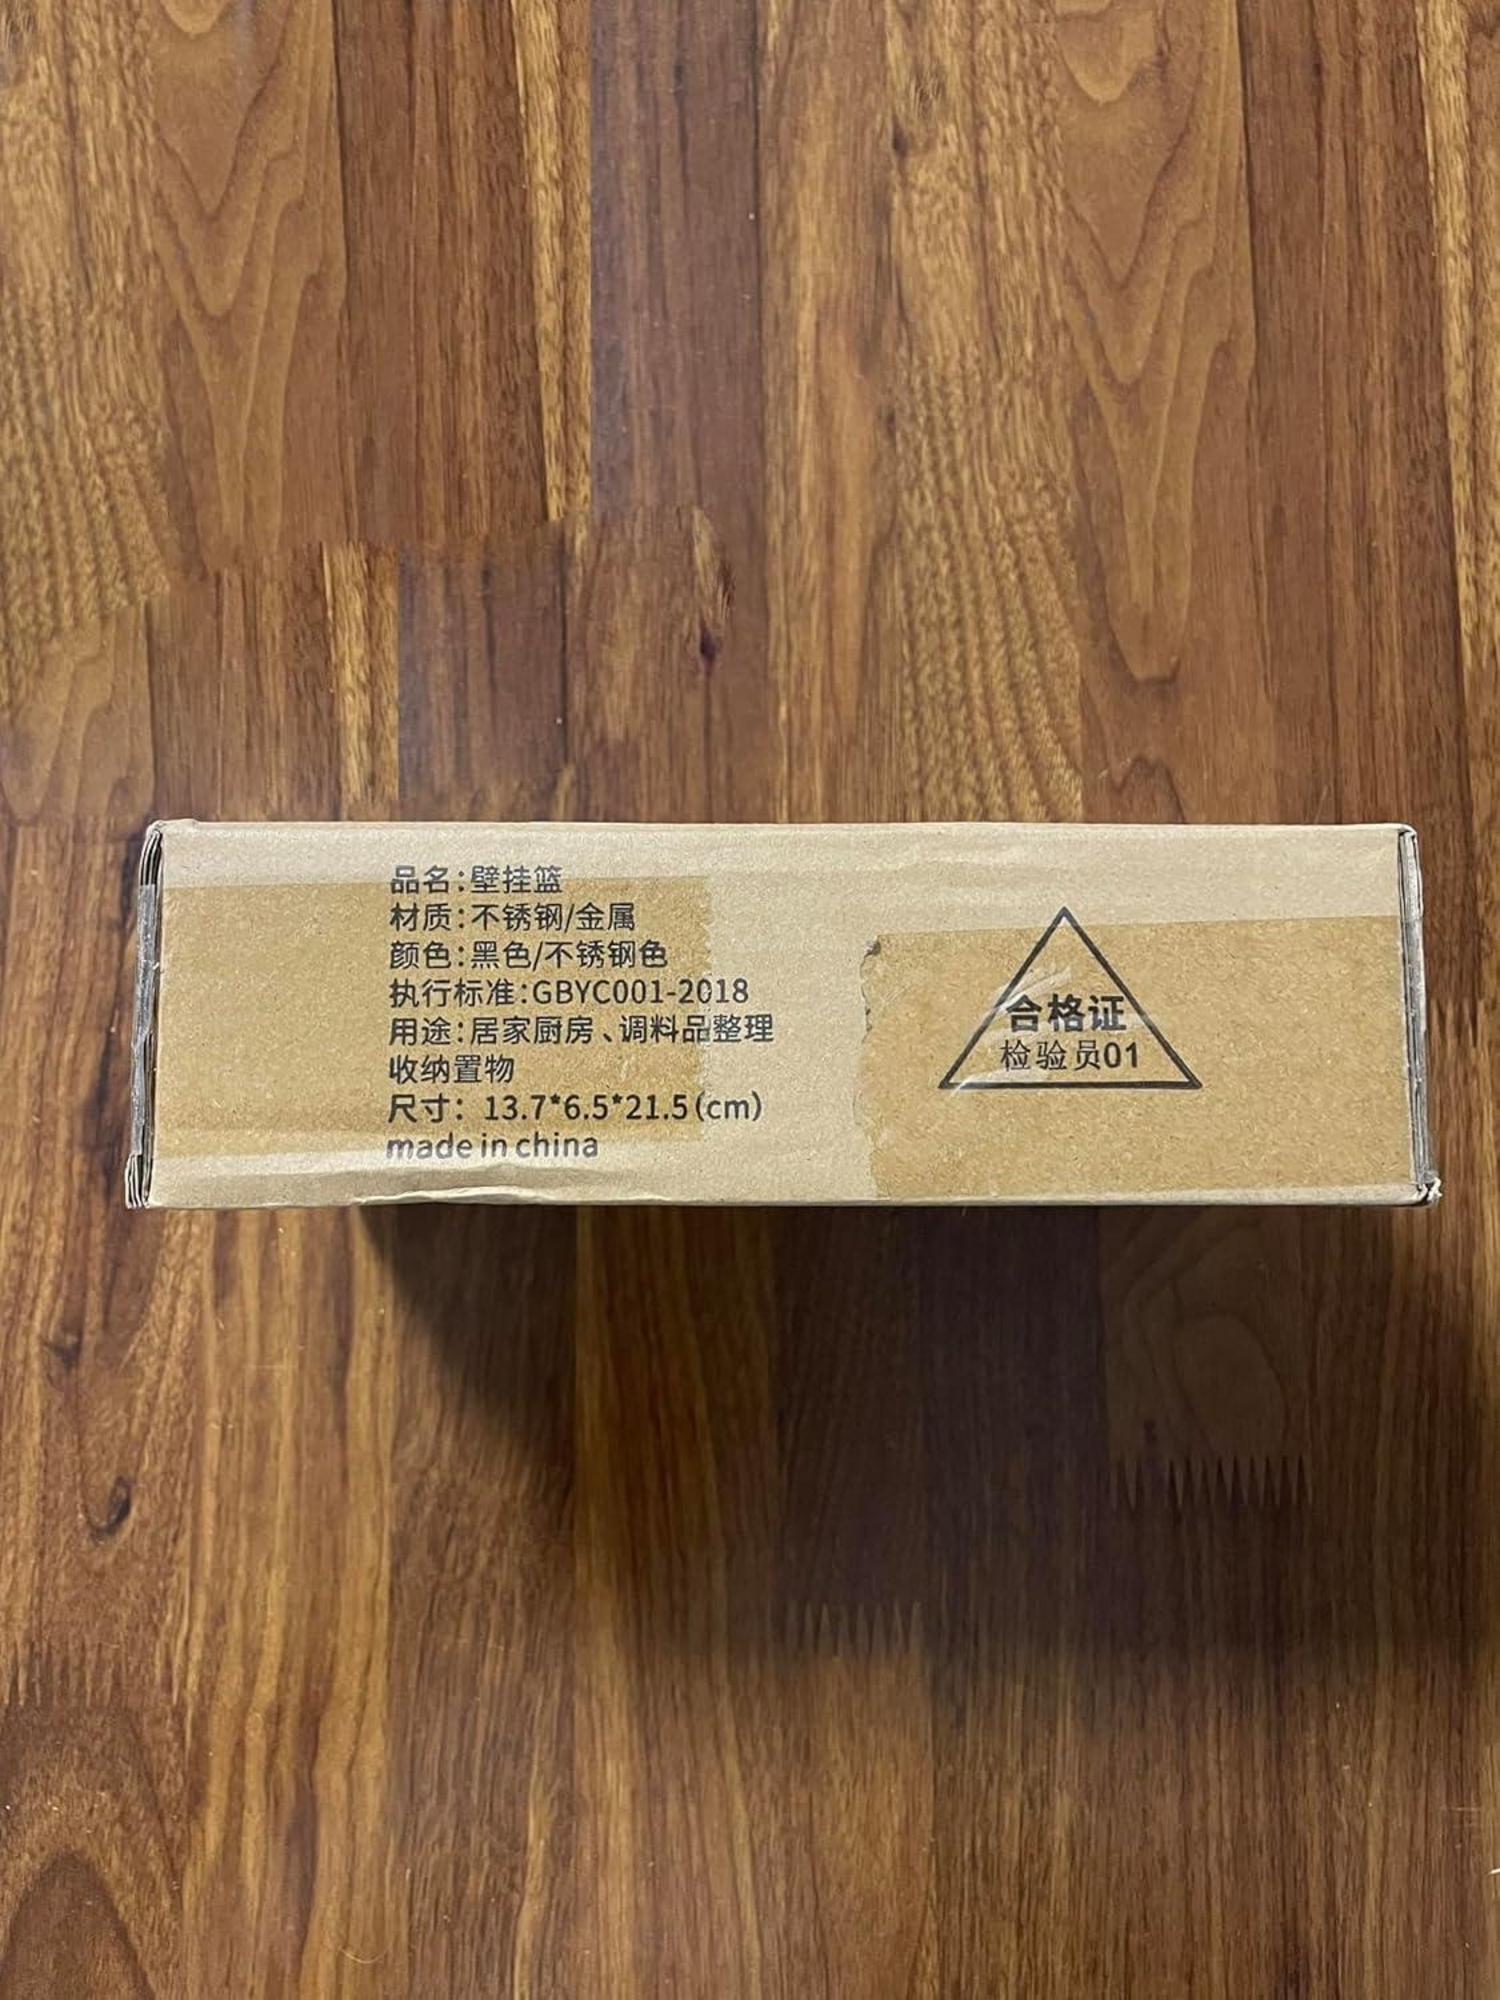 品名:壁挂篮
材质:不锈钢/金属
颜色:黑色/不锈钢色
执行标准:GBYC001-2018
用途:居家厨房、调料品整理
收纳置物
尺寸: 13.7*6.5*21.5(cm)
made in china
合格证
检验员01